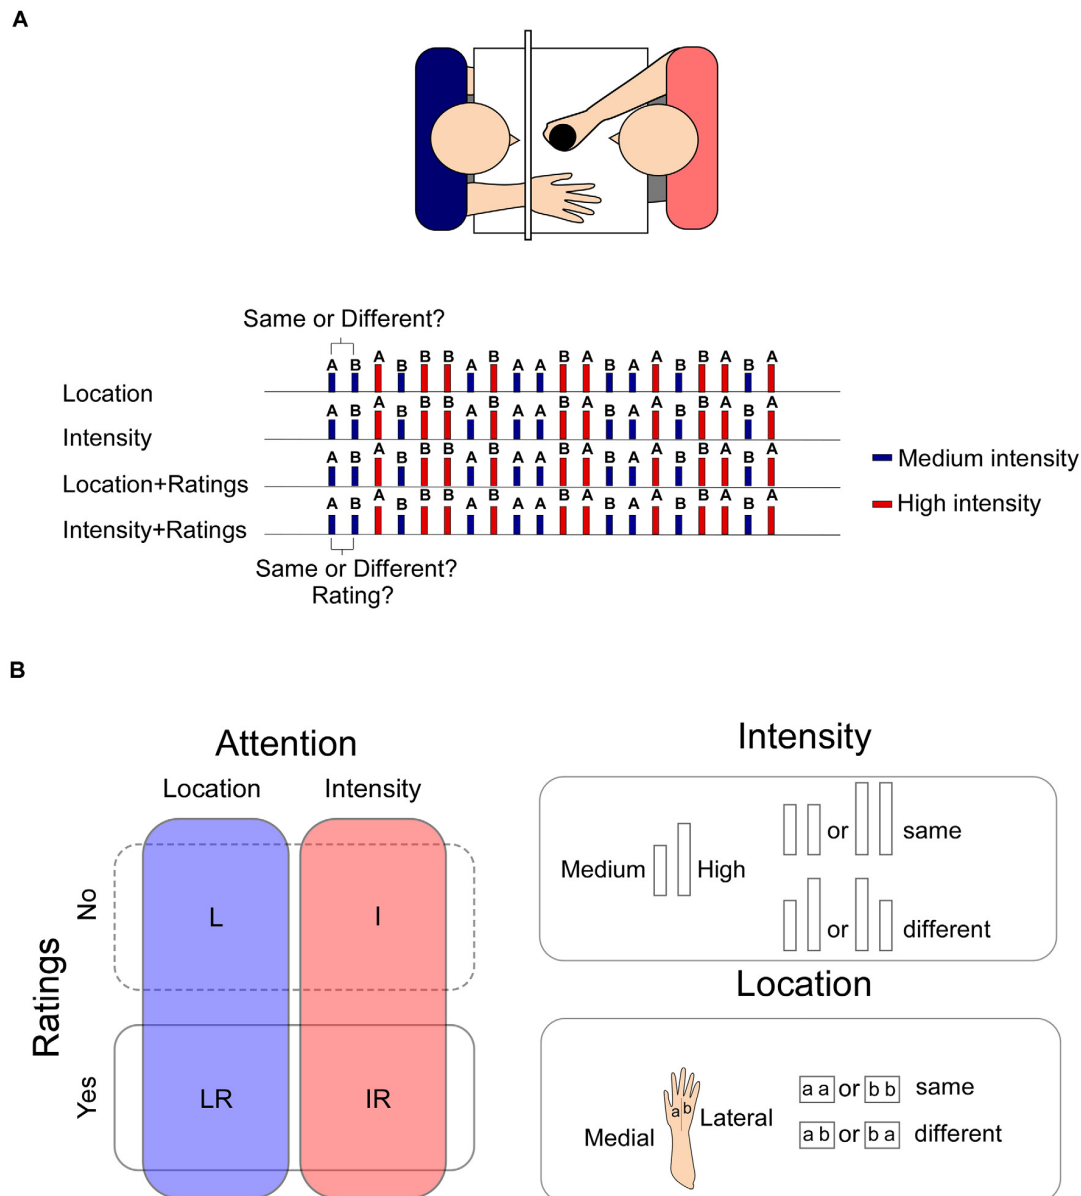 A
Same or Different?
A B A B B B A B A A B A B A A B B A B A
Location
A B A B B B A B A A B A B A A B B A B A
Intensity
A B A B B B A B A A B A B A A B B A B A
Location+Ratings
A B A B B B A B A A B A B A A B B A B A
Intensity+Ratings
Medium intensity
High intensity
Same or Different?
Rating?
B
Attention
Location Intensity
Ratings
No
L I
Yes
LR IR
Intensity
Medium High
or same
or different
Location
a b
Medial Lateral
a a or b b same
a b or b a different